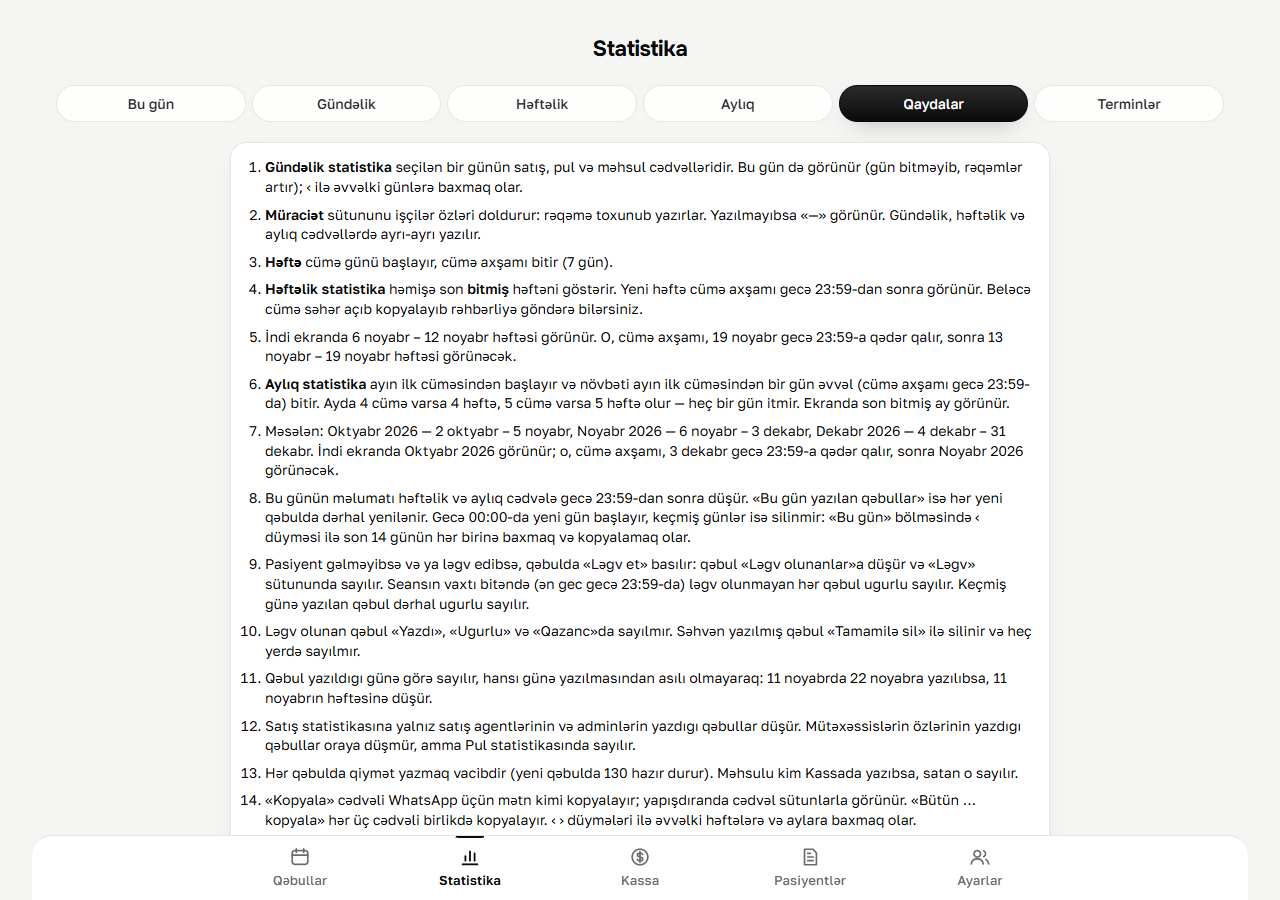 Statistika
Bu gün
Gündəlik
Həftəlik
Aylıq
Qaydalar
Terminlər
1. Gündəlik statistika seçilən bir günün satış, pul və məhsul cədvəlləridir. Bu gün də görünür (gün bitməyib, rəqəmlər
artır); ‹ ilə əvvəlki günlərə baxmaq olar.
2. Müraciət sütununu işçilər özləri doldurur: rəqəmə toxunub yazırlar. Yazılmayıbsa «—» görünür. Gündəlik, həftəlik və
aylıq cədvəllərdə ayrı-ayrı yazılır.
3. Həftə cümə günü başlayır, cümə axşamı bitir (7 gün).
4. Həftəlik statistika həmişə son bitmiş həftəni göstərir. Yeni həftə cümə axşamı gecə 23:59-dan sonra görünür. Beləcə
cümə səhər açıb kopyalayıb rəhbərliyə göndərə bilərsiniz.
5. İndi ekranda 6 noyabr – 12 noyabr həftəsi görünür. O, cümə axşamı, 19 noyabr gecə 23:59-a qədər qalır, sonra 13
noyabr – 19 noyabr həftəsi görünəcək.
6. Aylıq statistika ayın ilk cüməsindən başlayır və növbəti ayın ilk cüməsindən bir gün əvvəl (cümə axşamı gecə 23:59-
da) bitir. Ayda 4 cümə varsa 4 həftə, 5 cümə varsa 5 həftə olur — heç bir gün itmir. Ekranda son bitmiş ay görünür.
7. Məsələn: Oktyabr 2026 — 2 oktyabr – 5 noyabr, Noyabr 2026 — 6 noyabr – 3 dekabr, Dekabr 2026 — 4 dekabr – 31
dekabr. İndi ekranda Oktyabr 2026 görünür; o, cümə axşamı, 3 dekabr gecə 23:59-a qədər qalır, sonra Noyabr 2026
görünəcək.
8. Bu günün məlumatı həftəlik və aylıq cədvələ gecə 23:59-dan sonra düşür. «Bu gün yazılan qəbullar» isə hər yeni
qəbulda dərhal yenilənir. Gecə 00:00-da yeni gün başlayır, keçmiş günlər isə silinmir: «Bu gün» bölməsində ‹
düyməsi ilə son 14 günün hər birinə baxmaq və kopyalamaq olar.
9. Pasiyent gəlməyibsə və ya ləğv edibsə, qəbulda «Ləğv et» basılır: qəbul «Ləğv olunanlar»a düşür və «Ləğv»
sütununda sayılır. Seansın vaxtı bitəndə (ən gec gecə 23:59-da) ləğv olunmayan hər qəbul uğurlu sayılır. Keçmiş
günə yazılan qəbul dərhal uğurlu sayılır.
10. Ləğv olunan qəbul «Yazdı», «Uğurlu» və «Qazanc»da sayılmır. Səhvən yazılmış qəbul «Tamamilə sil» ilə silinir və heç
yerdə sayılmır.
11. Qəbul yazıldığı günə görə sayılır, hansı günə yazılmasından asılı olmayaraq: 11 noyabrda 22 noyabra yazılıbsa, 11
noyabrın həftəsinə düşür.
12. Satış statistikasına yalnız satış agentlərinin və adminlərin yazdığı qəbullar düşür. Mütəxəssislərin özlərinin yazdığı
qəbullar oraya düşmür, amma Pul statistikasında sayılır.
13. Hər qəbulda qiymət yazmaq vacibdir (yeni qəbulda 130 hazır durur). Məhsulu kim Kassada yazıbsa, satan o sayılır.
14. «Kopyala» cədvəli WhatsApp üçün mətn kimi kopyalayır; yapışdıranda cədvəl sütunlarla görünür. «Bütün ...
kopyala» hər üç cədvəli birlikdə kopyalayır. ‹ › düymələri ilə əvvəlki həftələrə və aylara baxmaq olar.
Qəbullar
Statistika
Kassa
Pasiyentlər
Ayarlar